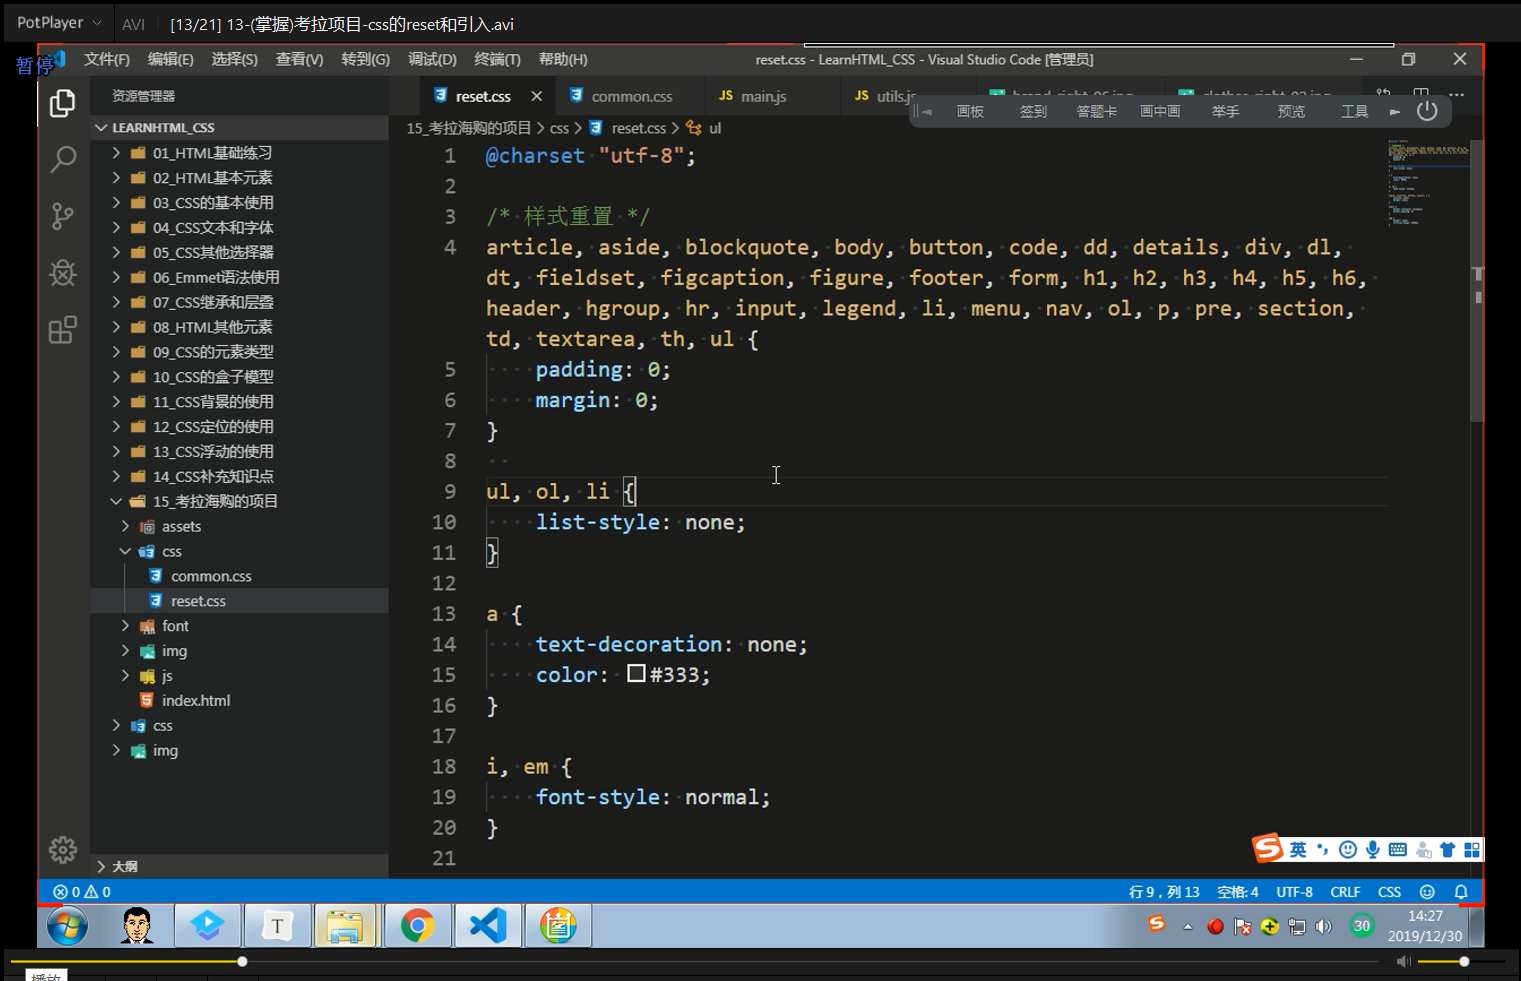 PotPlayer AVI [13/21] 13-(掌握)考拉项目-css的reset和引入.avi
暂停
文件(F) 编辑(E) 选择(S) 查看(V) 转到(G) 调试(D) 终端(T) 帮助(H) reset.css - LearnHTML_CSS - Visual Studio Code [管理员]
资源管理器
reset.css common.css JS main.js JS utils.js
画板 签到 答题卡 画中画 举手 预览 工具
15_考拉海购的项目 > css > reset.css > ul
LEARNHTML_CSS
01_HTML基础练习
02_HTML基本元素
03_CSS的基本使用
04_CSS文本和字体
05_CSS其他选择器
06_Emmet语法使用
07_CSS继承和层叠
08_HTML其他元素
09_CSS的元素类型
10_CSS的盒子模型
11_CSS背景的使用
12_CSS定位的使用
13_CSS浮动的使用
14_CSS补充知识点
15_考拉海购的项目
assets
css
common.css
reset.css
font
img
js
index.html
css
img
大纲
1 @charset "utf-8";
2
3 /* 样式重置 */
4 article, aside, blockquote, body, button, code, dd, details, div, dl,
dt, fieldset, figcaption, figure, footer, form, h1, h2, h3, h4, h5, h6,
header, hgroup, hr, input, legend, li, menu, nav, ol, p, pre, section,
td, textarea, th, ul {
5 padding: 0;
6 margin: 0;
7 }
8
9 ul, ol, li {
10 list-style: none;
11 }
12
13 a {
14 text-decoration: none;
15 color: #333;
16 }
17
18 i, em {
19 font-style: normal;
20 }
21
英
0 0 行 9，列 13 空格: 4 UTF-8 CRLF CSS
T
30
14:27
2019/12/30
播放